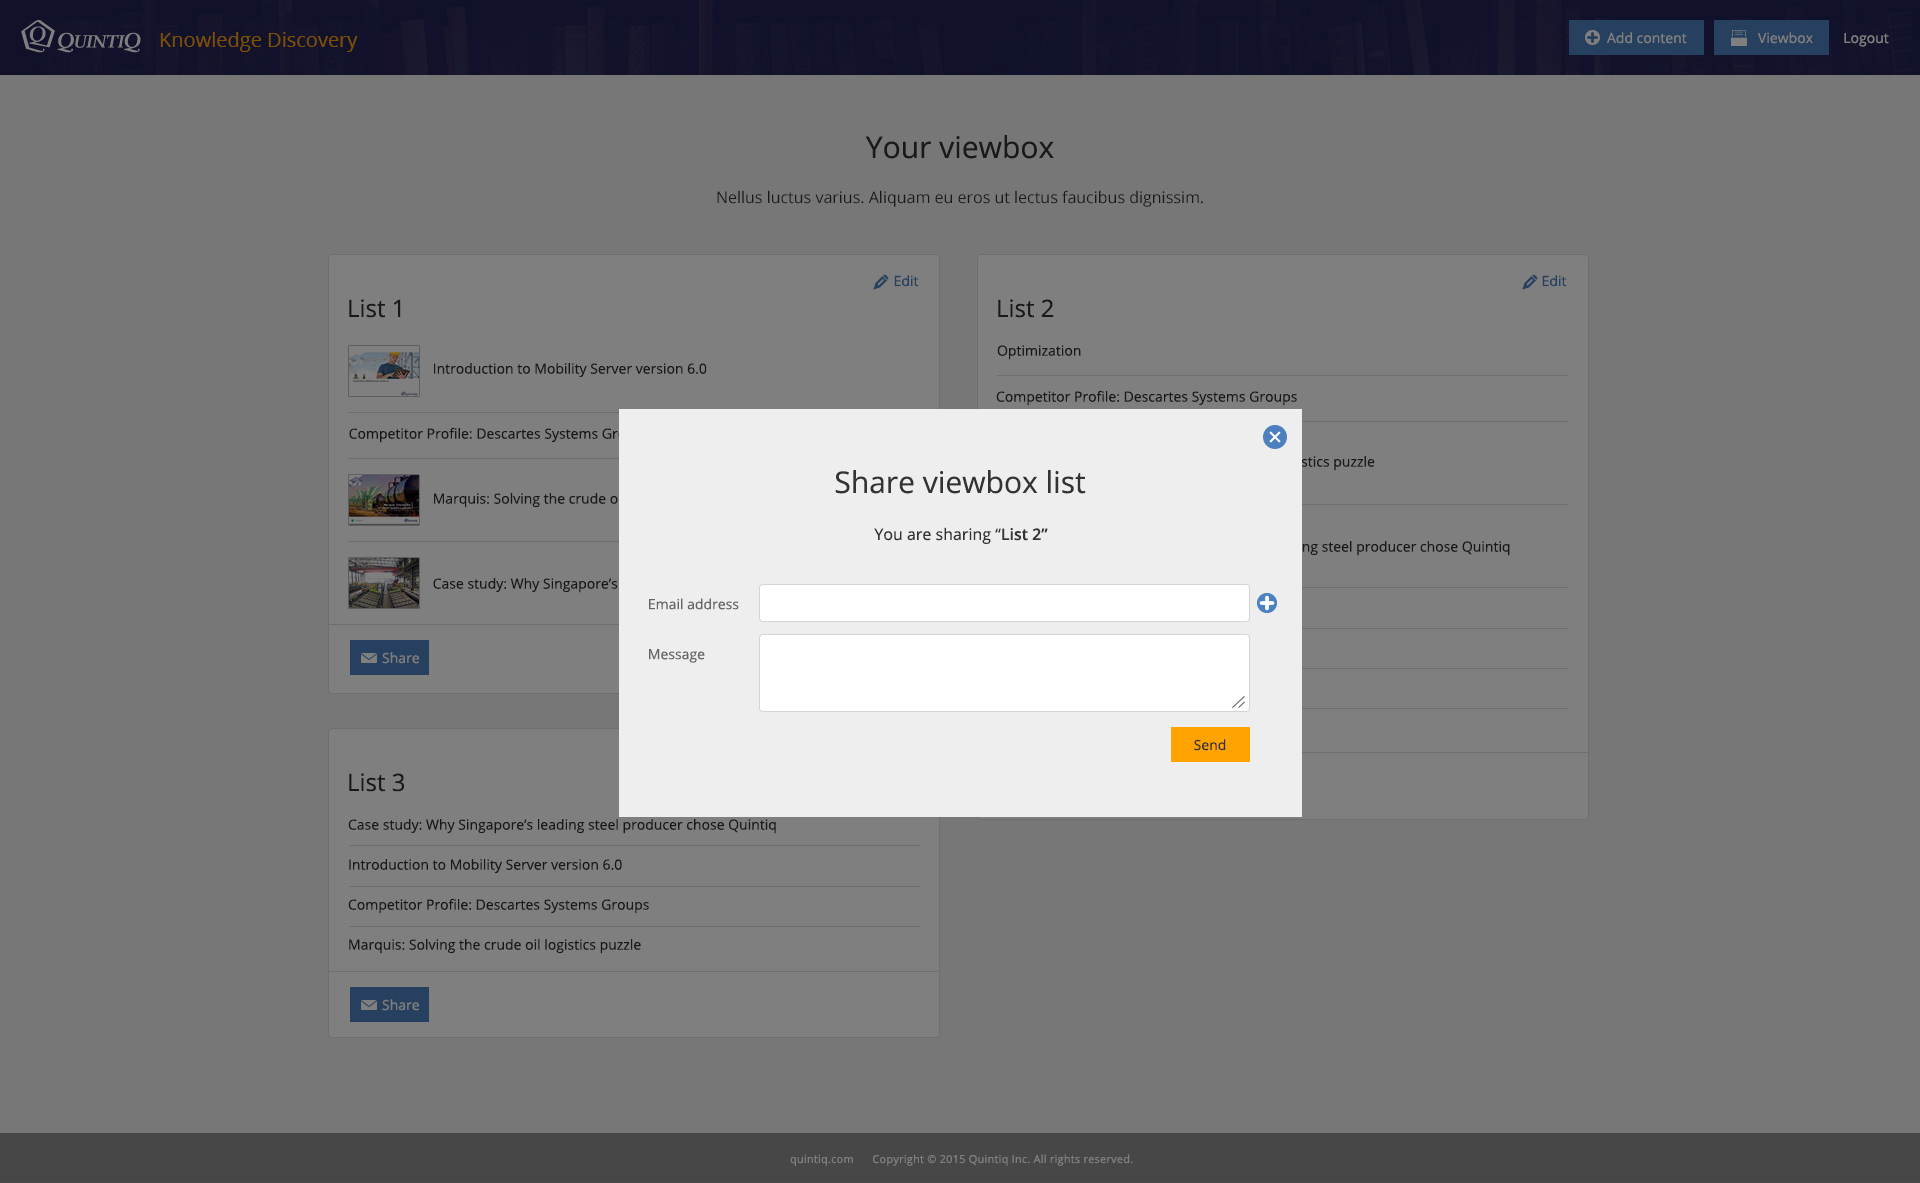 QUINTIQ Knowledge Discovery
Add content
Viewbox
Logout
Your viewbox
Nellus luctus varius. Aliquam eu eros ut lectus faucibus dignissim.
Edit
List 1
Introduction to Mobility Server version 6.0
Competitor Profile: Descartes Systems Gr
Marquis: Solving the crude o
Case study: Why Singapore's
Share
Edit
List 2
Optimization
Competitor Profile: Descartes Systems Groups
stics puzzle
ng steel producer chose Quintiq
Share viewbox list
You are sharing “List 2”
Email address
Message
Send
List 3
Case study: Why Singapore's leading steel producer chose Quintiq
Introduction to Mobility Server version 6.0
Competitor Profile: Descartes Systems Groups
Marquis: Solving the crude oil logistics puzzle
Share
quintiq.com Copyright © 2015 Quintiq Inc. All rights reserved.